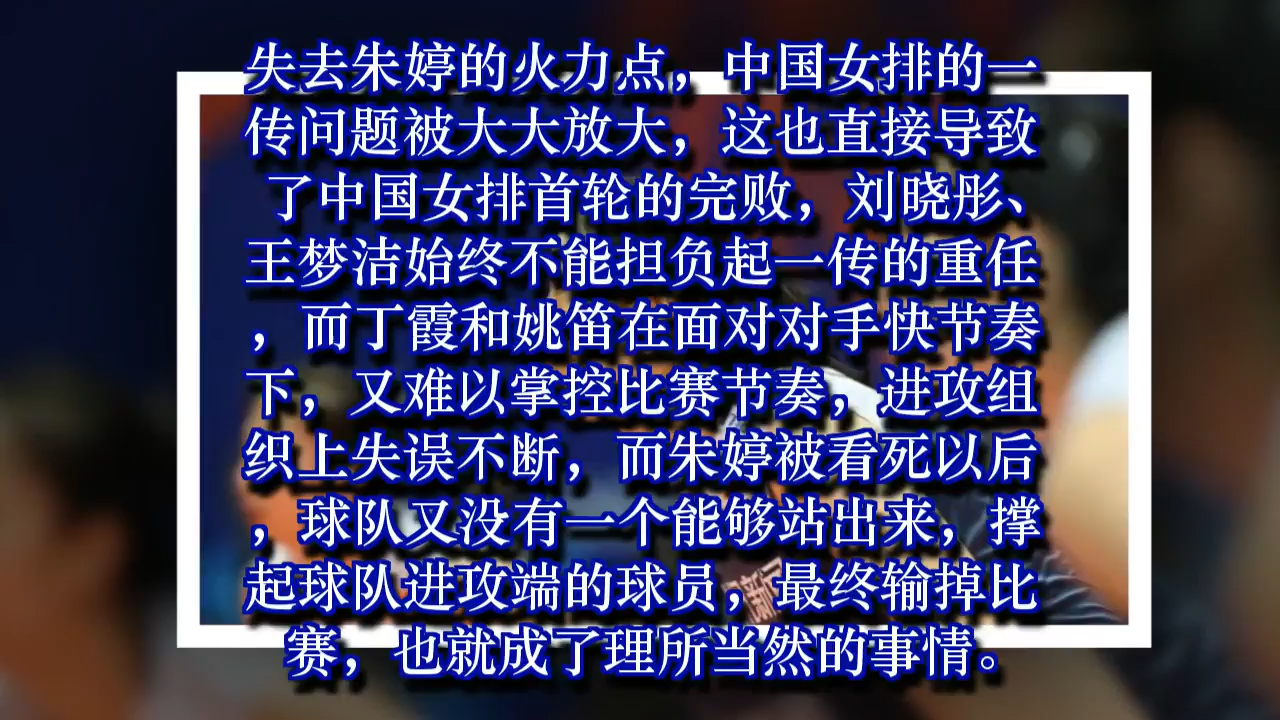 失去朱婷的火力点，中国女排的一
传问题被大大放大，这也直接导致
了中国女排首轮的完败，刘晓彤、
王梦洁始终不能担负起一传的重任
，而丁霞和姚笛在面对对手快节奏
下，又难以掌控比赛节奏，进攻组
织上失误不断，而朱婷被看死以后
，球队又没有一个能够站出来，撑
起球队进攻端的球员，最终输掉比
赛，也就成了理所当然的事情。